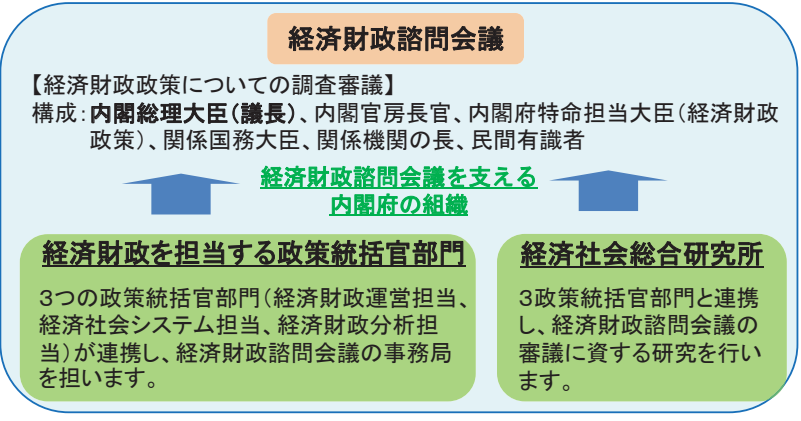 経済財政諮問会議
【経済財政政策についての調査審議】
構成：内閣総理大臣（議長）、内閣官房長官、内閣府特命担当大臣（経済財政
政策）、関係国務大臣、関係機関の長、民間有識者
経済財政諮問会議を支える
内閣府の組織
経済財政を担当する政策統括官部門
３つの政策統括官部門（経済財政運営担当、
経済社会システム担当、経済財政分析担
当）が連携し、経済財政諮問会議の事務局
を担います。
経済社会総合研究所
３政策統括官部門と連携
し、経済財政諮問会議の
審議に資する研究を行い
ます。